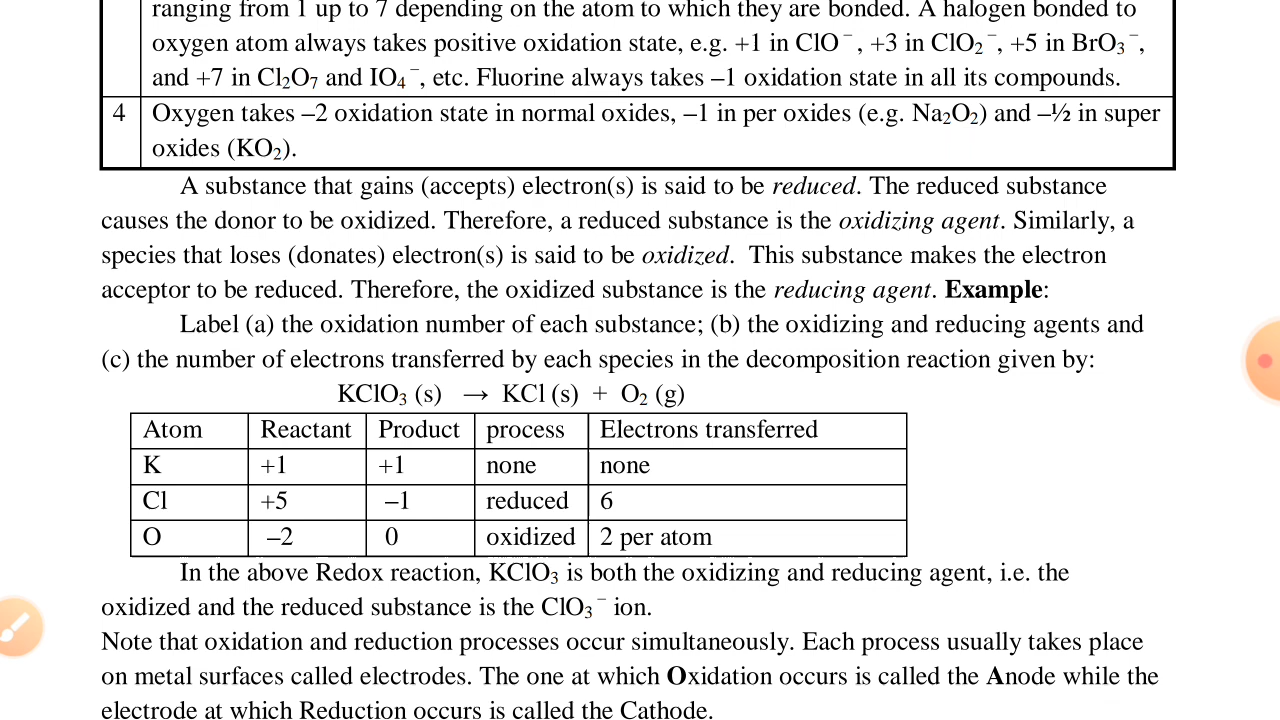 ranging from 1 up to 7 depending on the atom to which they are bonded. A halogen bonded to
oxygen atom always takes positive oxidation state, e.g. +1 in ClO⁻, +3 in ClO₂⁻, +5 in BrO₃⁻,
and +7 in Cl₂O₇ and IO₄⁻, etc. Fluorine always takes –1 oxidation state in all its compounds.
4 Oxygen takes –2 oxidation state in normal oxides, –1 in per oxides (e.g. Na₂O₂) and –½ in super
oxides (KO₂).
A substance that gains (accepts) electron(s) is said to be reduced. The reduced substance
causes the donor to be oxidized. Therefore, a reduced substance is the oxidizing agent. Similarly, a
species that loses (donates) electron(s) is said to be oxidized. This substance makes the electron
acceptor to be reduced. Therefore, the oxidized substance is the reducing agent. Example:
Label (a) the oxidation number of each substance; (b) the oxidizing and reducing agents and
(c) the number of electrons transferred by each species in the decomposition reaction given by:
KClO₃ (s) → KCl (s) + O₂ (g)
Atom Reactant Product process Electrons transferred
K +1 +1 none none
Cl +5 –1 reduced 6
O –2 0 oxidized 2 per atom
In the above Redox reaction, KClO₃ is both the oxidizing and reducing agent, i.e. the
oxidized and the reduced substance is the ClO₃⁻ ion.
Note that oxidation and reduction processes occur simultaneously. Each process usually takes place
on metal surfaces called electrodes. The one at which Oxidation occurs is called the Anode while the
electrode at which Reduction occurs is called the Cathode.